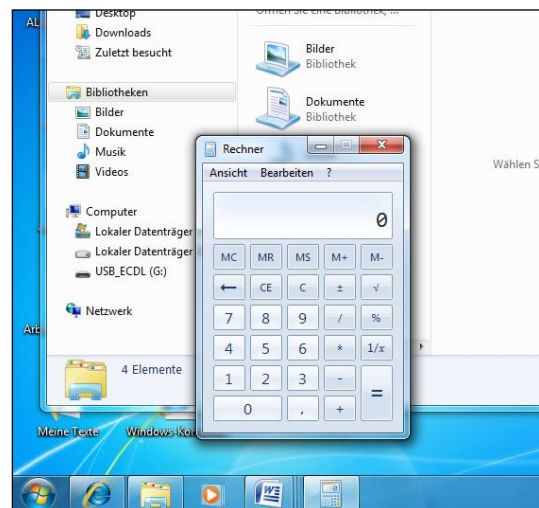 Desktop
Downloads
Zuletzt besucht
Bibliotheken
Bilder
Dokumente
Musik
Videos
Computer
Lokaler Datenträger
Lokaler Datenträger
USB_ECDL (G:)
Netzwerk
4 Elemente
Bilder
Bibliothek
Dokumente
Bibliothek
Wählen S
Rechner
Ansicht Bearbeiten ?
0
MC MR MS M+ M-
← CE C ± √
7 8 9 / %
4 5 6 * 1/x
1 2 3 - =
0 , +
Meine Texte Windows-Kon